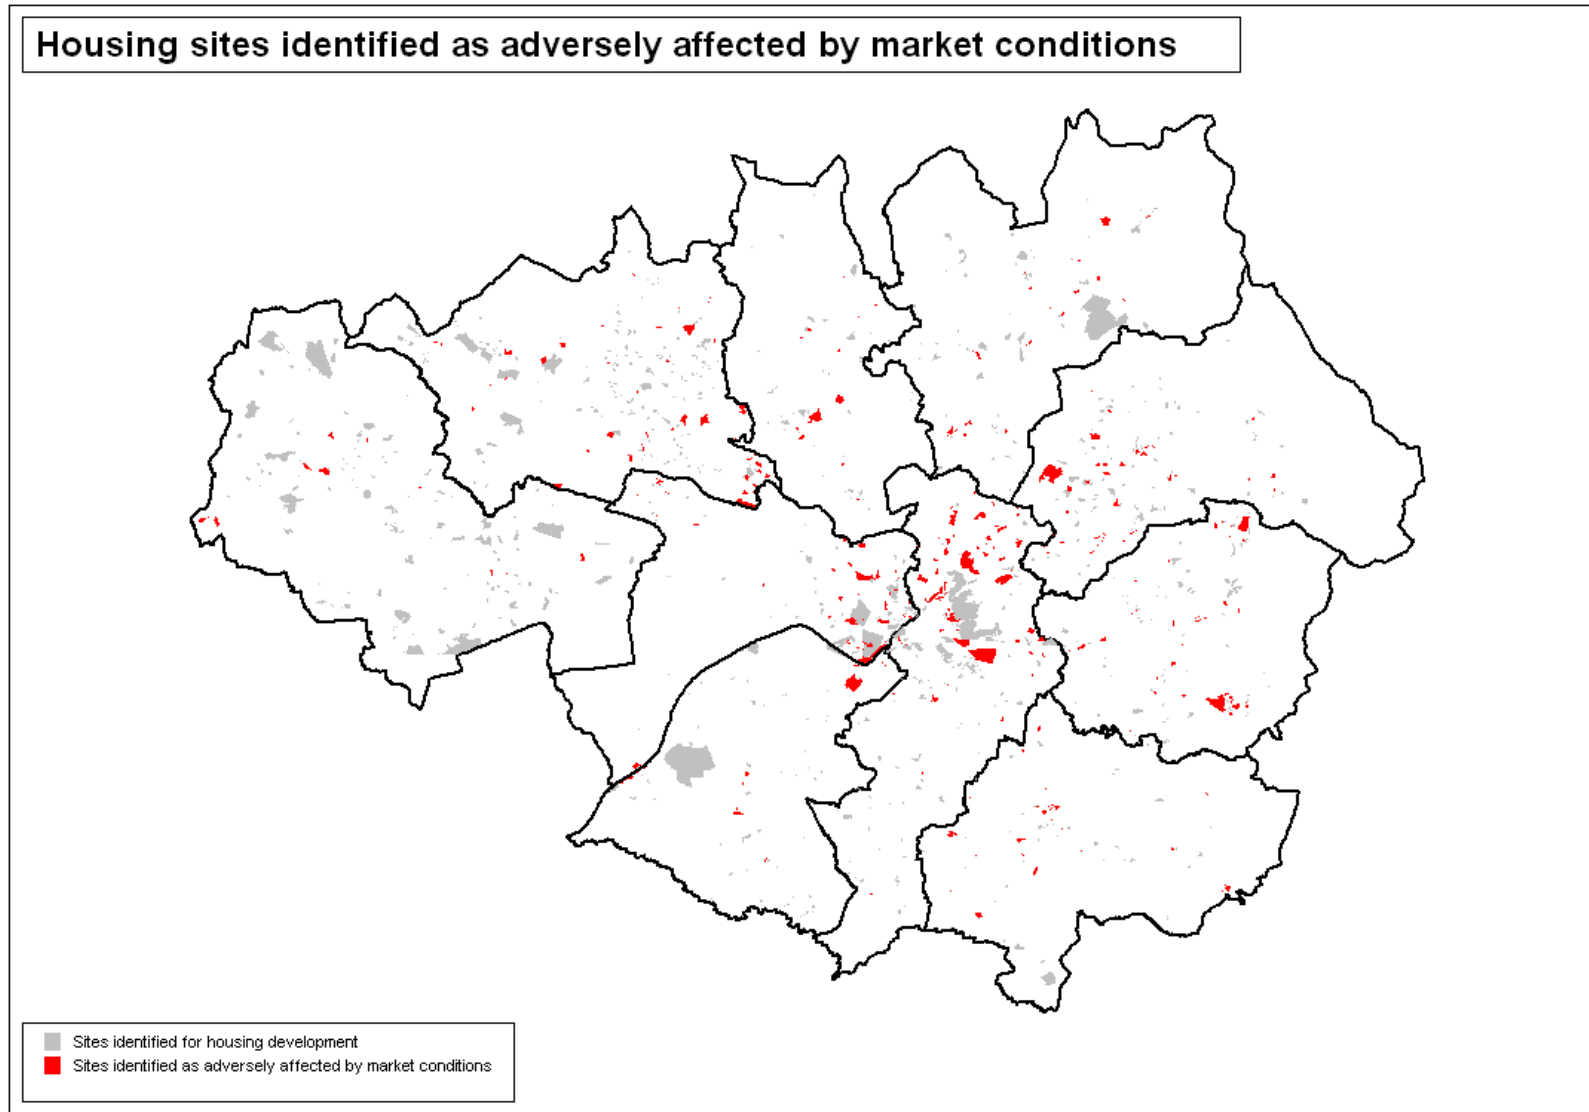 Housing sites identified as adversely affected by market conditions
Sites identified for housing development
Sites identified as adversely affected by market conditions